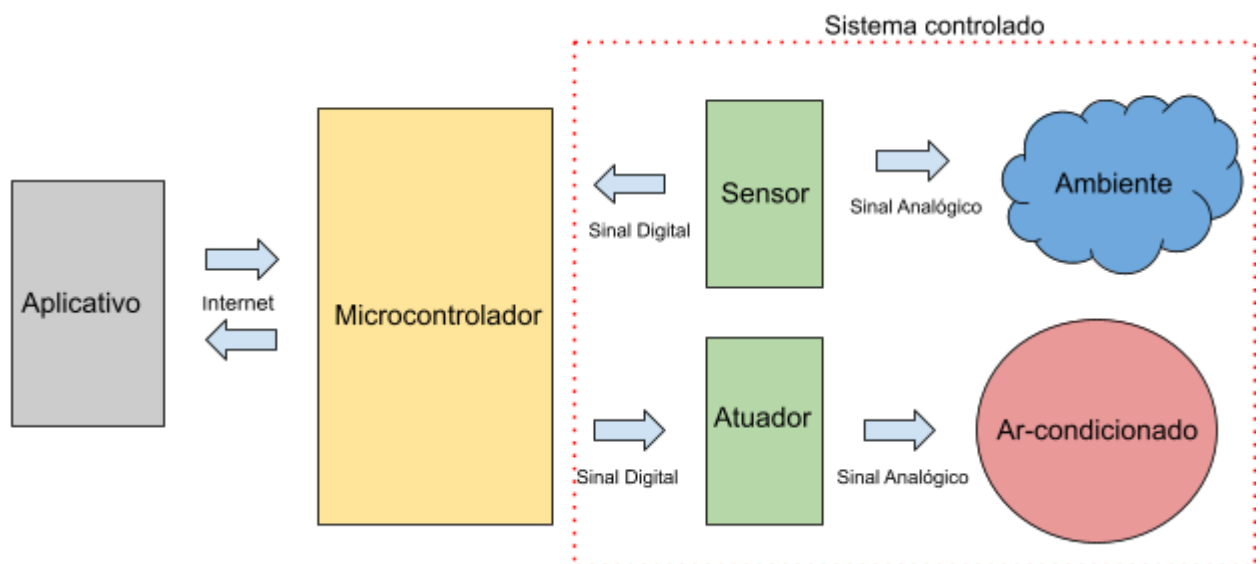 Sistema controlado
Aplicativo
Internet
Microcontrolador
Sinal Digital
Sensor
Sinal Analógico
Ambiente
Sinal Digital
Atuador
Sinal Analógico
Ar-condicionado